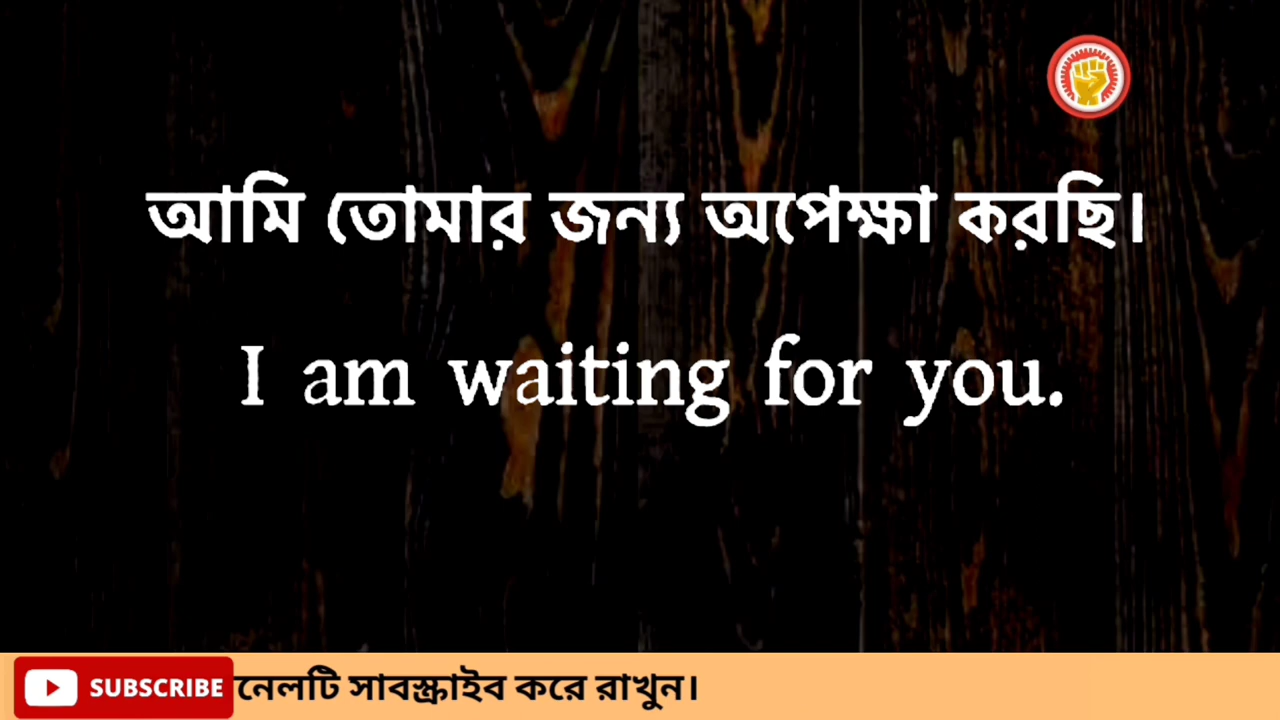 আমি তোমার জন্য অপেক্ষা করছি।
I am waiting for you.
SUBSCRIBE নেলটি সাবস্ক্রাইব করে রাখুন।